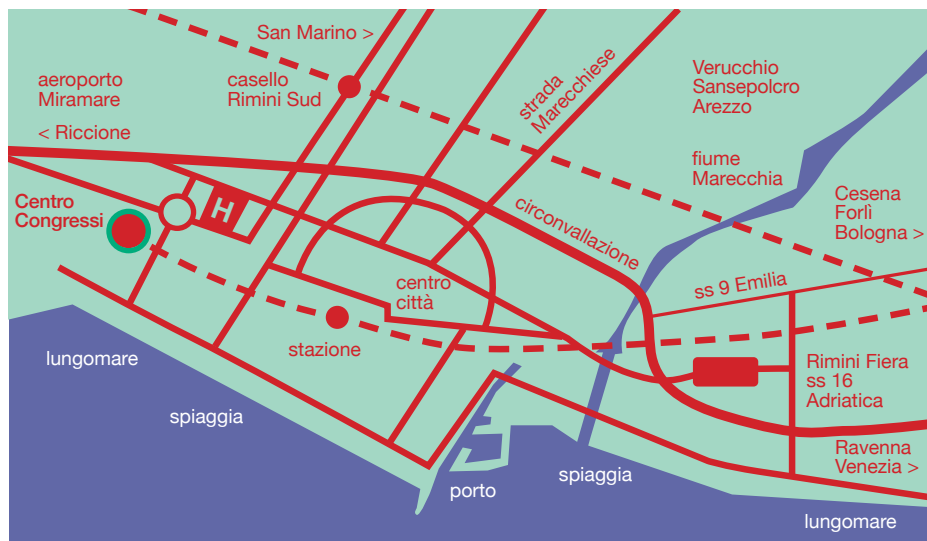 San Marino >
aeroporto
Miramare
casello
Rimini Sud
< Riccione
strada
Marecchiese
Verucchio
Sansepolcro
Arezzo
fiume
Marecchia
Cesena
Forlì
Bologna >
Centro
Congressi
H
circonvallazione
centro
città
ss 9 Emilia
stazione
Rimini Fiera
ss 16
Adriatica
lungomare
spiaggia
Ravenna
Venezia >
porto
spiaggia
lungomare